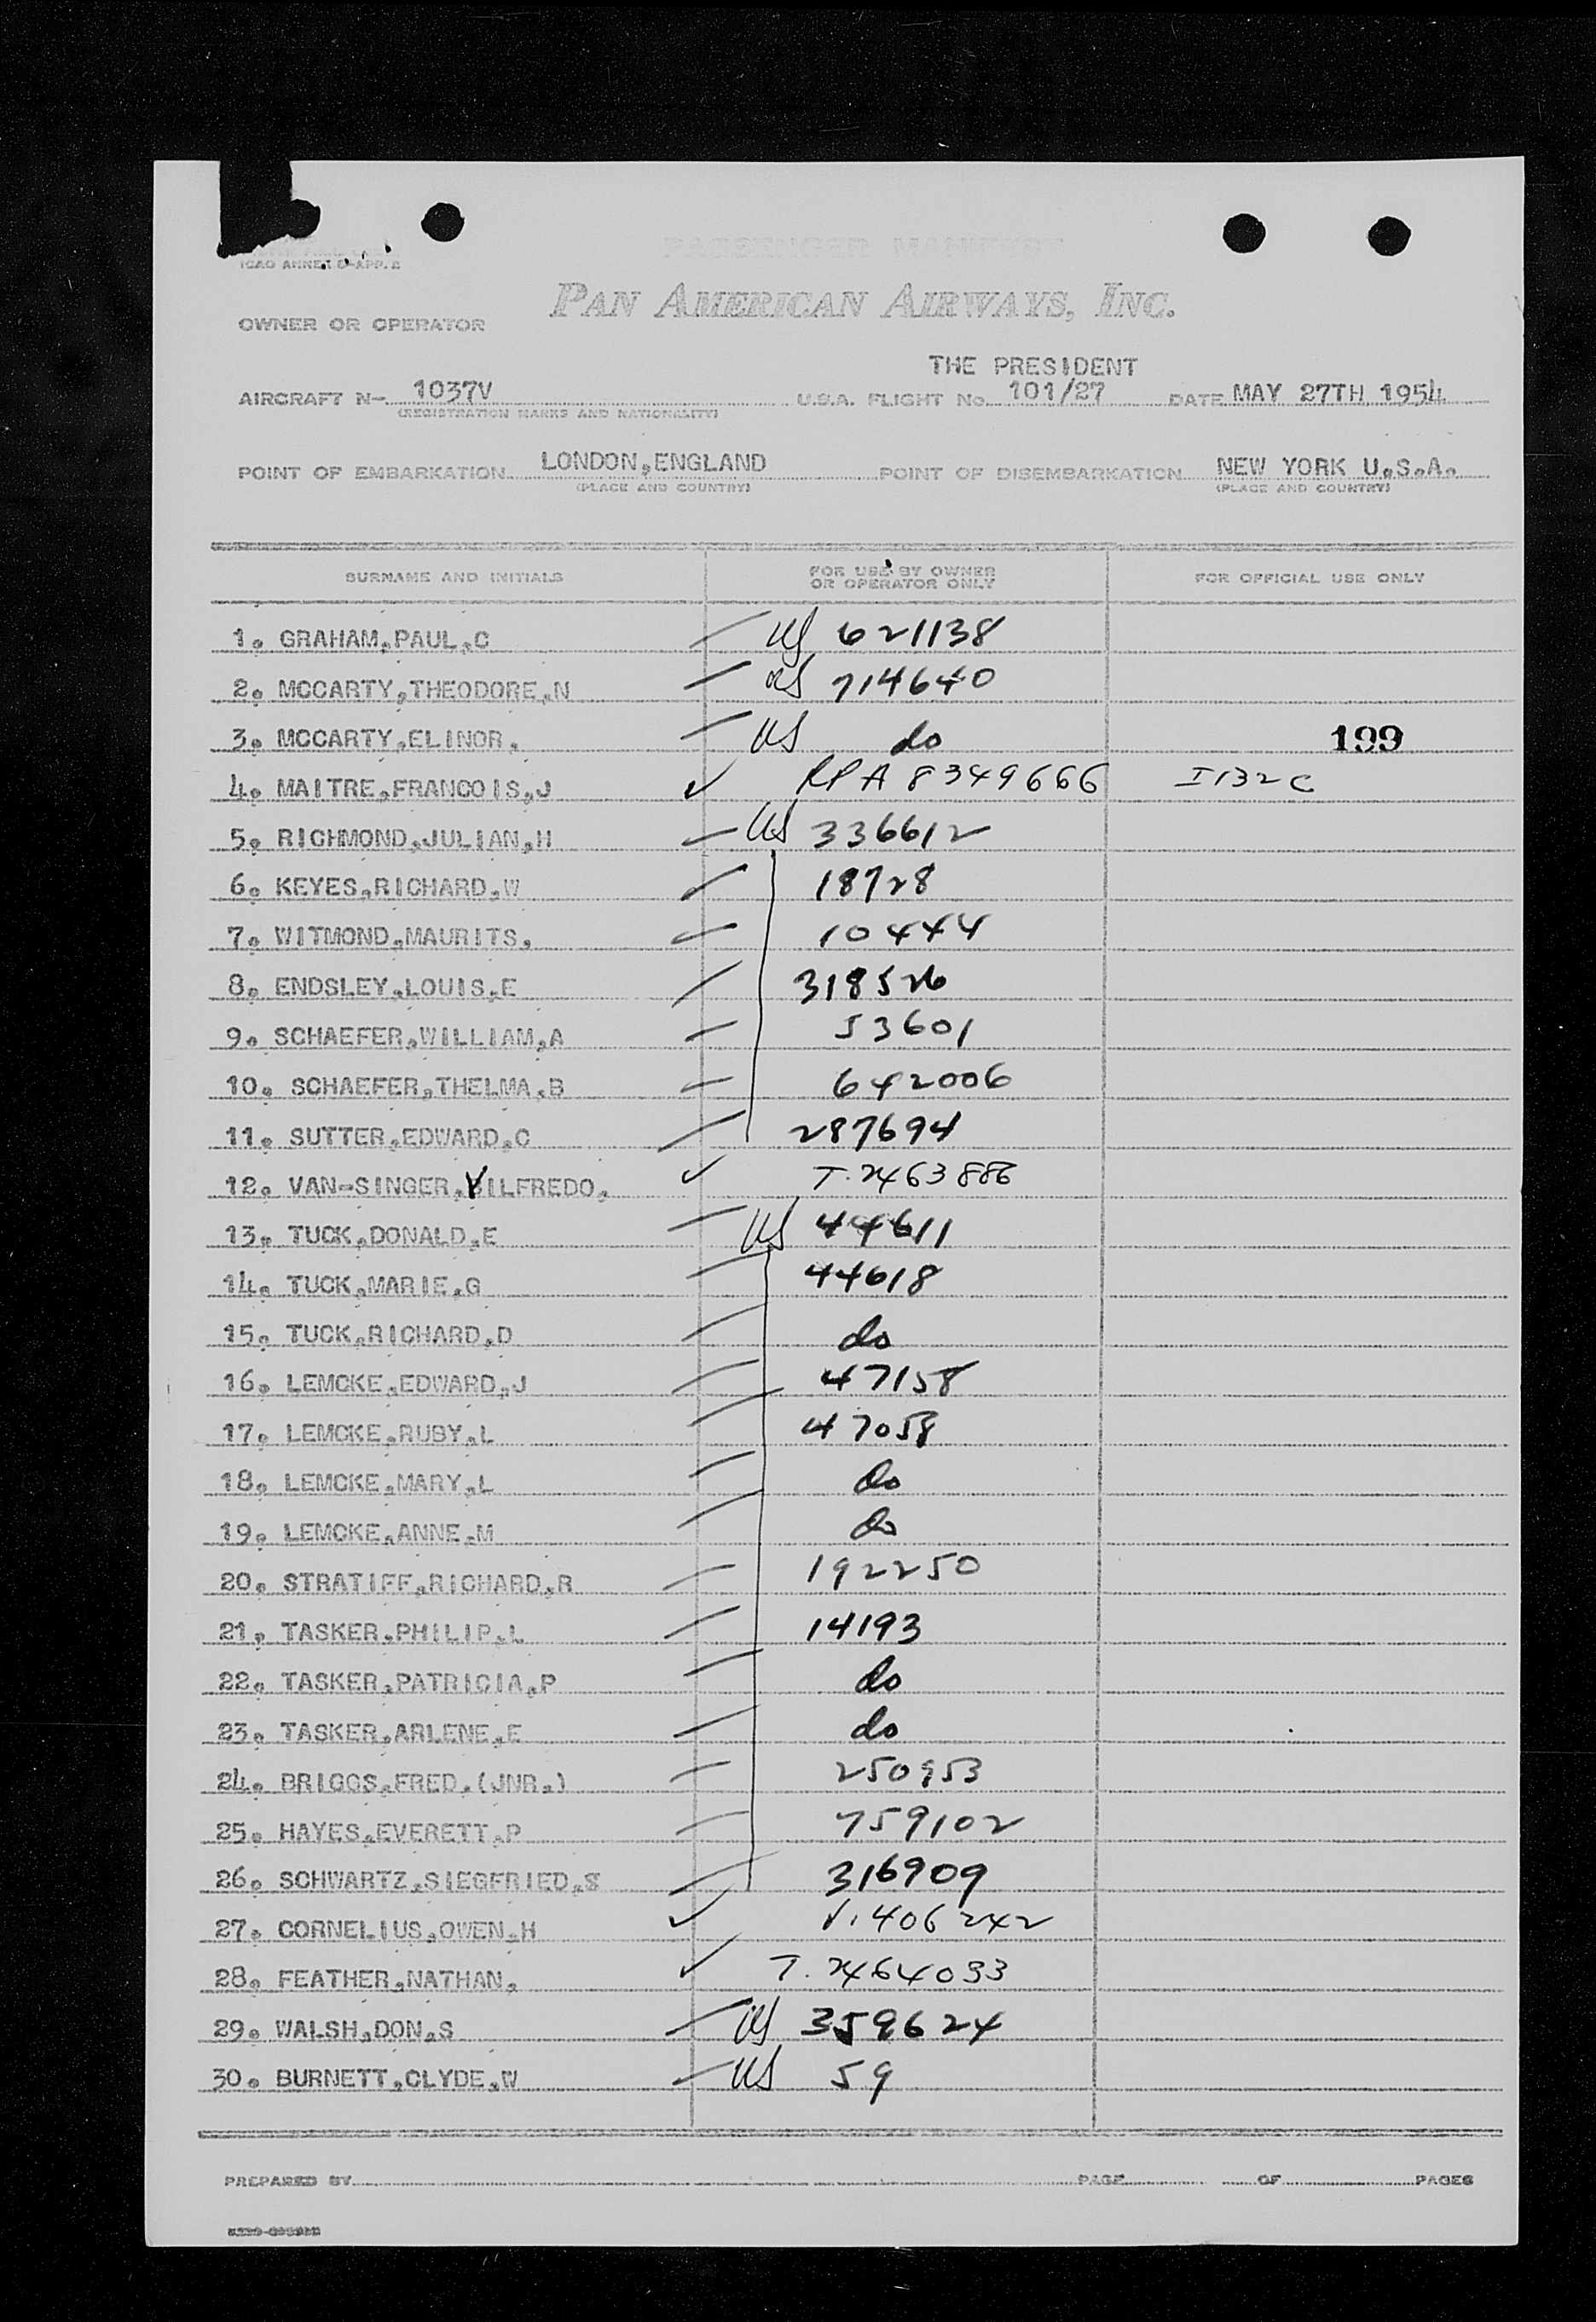 PASSENGER MANIFEST
ICAO ANNEX 9-APP. 2
PAN AMERICAN AIRWAYS, INC.
OWNER OR OPERATOR
THE PRESIDENT
AIRCRAFT N- 1037V U.S.A. FLIGHT No. 101/27 DATE MAY 27TH 1954
(REGISTRATION MARKS AND NATIONALITY)
POINT OF EMBARKATION LONDON,ENGLAND POINT OF DISEMBARKATION NEW YORK U.S.A.
(PLACE AND COUNTRY) (PLACE AND COUNTRY)
SURNAME AND INITIALS FOR USE BY OWNER OR OPERATOR ONLY FOR OFFICIAL USE ONLY
1. GRAHAM,PAUL,C US 621138
2. MCCARTY,THEODORE,N US 714640
3. MCCARTY,ELINOR, US do 199
4. MAITRE,FRANCOIS,J RPA 8349666 I132C
5. RICHMOND,JULIAN,H US 336612
6. KEYES,RICHARD,W 18728
7. WITMOND,MAURITS, 10444
8. ENDSLEY,LOUIS,E 318526
9. SCHAEFER,WILLIAM,A 53601
10. SCHAEFER,THELMA,B 642006
11. SUTTER,EDWARD,C 287694
12. VAN-SINGER,VILFREDO, T.2463886
13. TUCK,DONALD,E US 44611
14. TUCK,MARIE,G 44618
15. TUCK,RICHARD,D do
16. LEMCKE,EDWARD,J 47158
17. LEMCKE,RUBY,L 47058
18. LEMCKE,MARY,L do
19. LEMCKE,ANNE,M do
20. STRATIFF,RICHARD,R 192250
21. TASKER,PHILIP,L 14193
22. TASKER,PATRICIA,P do
23. TASKER,ARLENE,E do
24. BRIGGS,FRED,(JNR.) 250953
25. HAYES,EVERETT,P 759102
26. SCHWARTZ,SIEGFRIED,S 316909
27. CORNELIUS,OWEN,H V.406242
28. FEATHER,NATHAN, T.2464033
29. WALSH,DON,S US 359624
30. BURNETT,CLYDE,W US 59
PREPARED BY PAGE OF PAGES